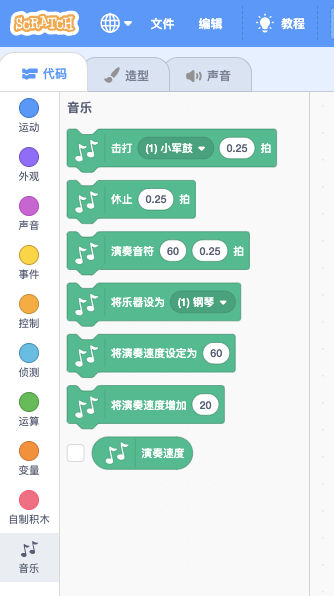 SCRATCH 文件 编辑 教程
代码 造型 声音
运动
外观
声音
事件
控制
侦测
运算
变量
自制积木
音乐
音乐
击打 (1) 小军鼓 0.25 拍
休止 0.25 拍
演奏音符 60 0.25 拍
将乐器设为 (1) 钢琴
将演奏速度设定为 60
将演奏速度增加 20
演奏速度